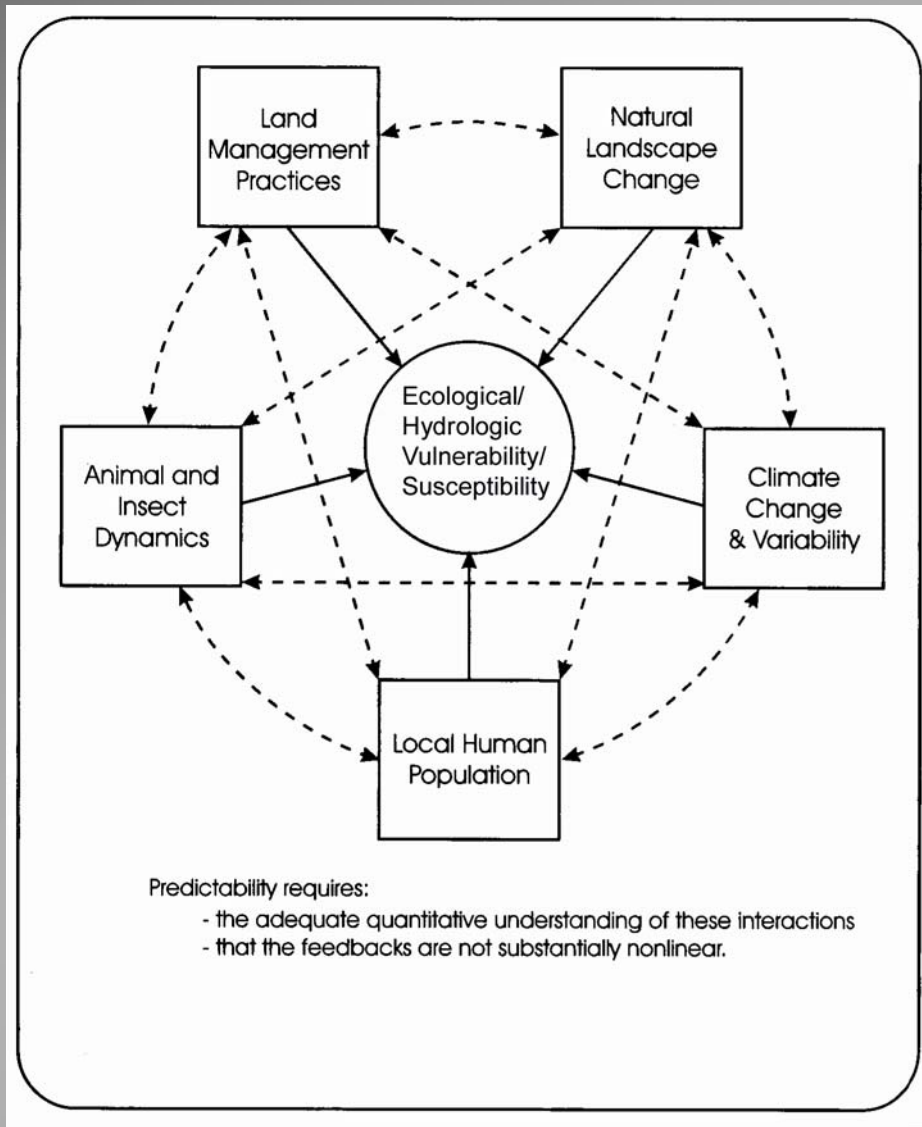 Land
Management
Practices
Natural
Landscape
Change
Ecological/
Hydrologic
Vulnerability/
Susceptibility
Animal and
Insect
Dynamics
Climate
Change
& Variability
Local Human
Population
Predictability requires:
- the adequate quantitative understanding of these interactions
- that the feedbacks are not substantially nonlinear.